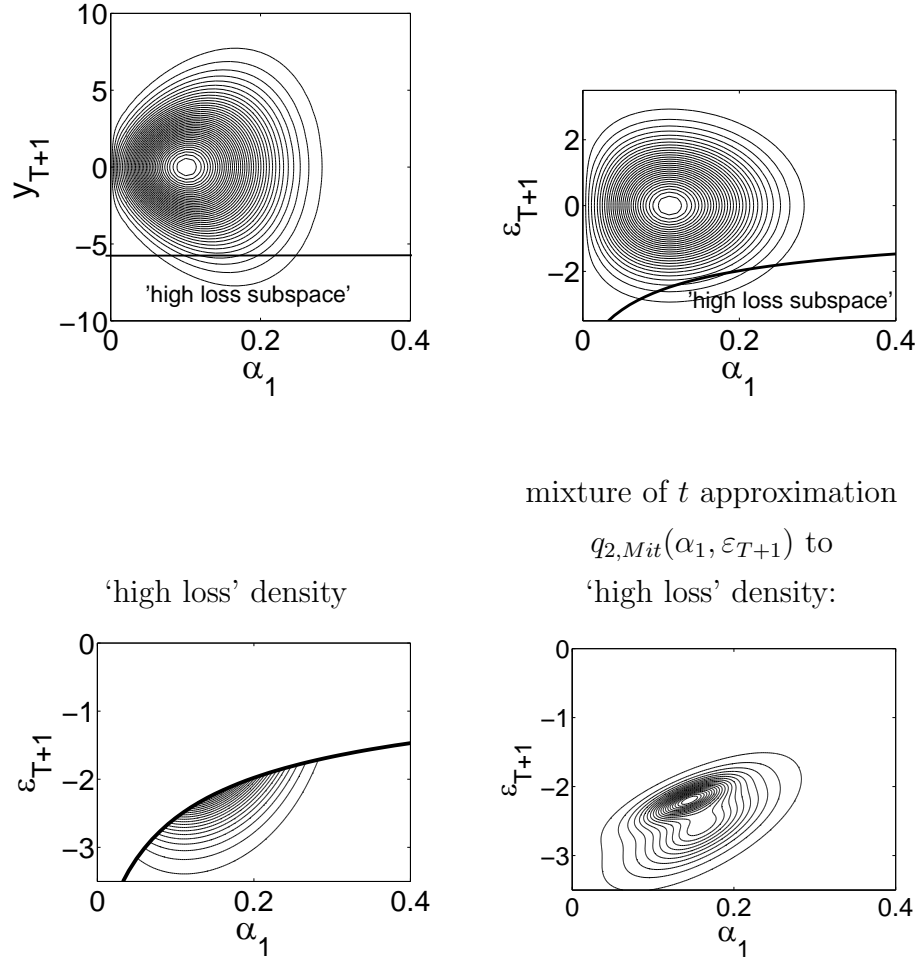 10
5
0
−5
−10
y_{T+1}
'high loss subspace'
0
0.2
0.4
α_1
2
0
−2
ε_{T+1}
'high loss subspace'
0
0.2
0.4
α_1
‘high loss’ density
0
−1
−2
−3
ε_{T+1}
0
0.2
0.4
α_1
mixture of t approximation
q_{2,Mit}(α_1, ε_{T+1}) to
‘high loss’ density:
0
−1
−2
−3
ε_{T+1}
0
0.2
0.4
α_1